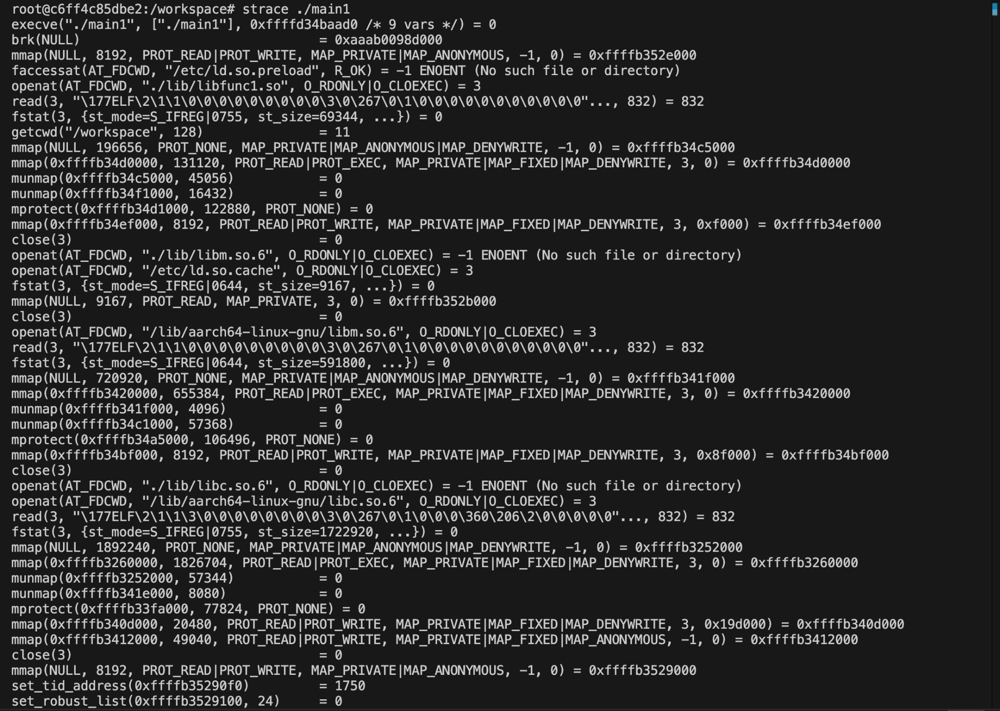 root@c6ff4c85dbe2:/workspace# strace ./main1
execve("./main1", ["./main1"], 0xffffd34baad0 /* 9 vars */) = 0
brk(NULL)                               = 0xaaab0098d000
mmap(NULL, 8192, PROT_READ|PROT_WRITE, MAP_PRIVATE|MAP_ANONYMOUS, -1, 0) = 0xffffb352e000
faccessat(AT_FDCWD, "/etc/ld.so.preload", R_OK) = -1 ENOENT (No such file or directory)
openat(AT_FDCWD, "./lib/libfunc1.so", O_RDONLY|O_CLOEXEC) = 3
read(3, "\177ELF\2\1\1\0\0\0\0\0\0\0\0\0\3\0\267\0\1\0\0\0\0\0\0\0\0\0\0\0"..., 832) = 832
fstat(3, {st_mode=S_IFREG|0755, st_size=69344, ...}) = 0
getcwd("/workspace", 128)               = 11
mmap(NULL, 196656, PROT_NONE, MAP_PRIVATE|MAP_ANONYMOUS|MAP_DENYWRITE, -1, 0) = 0xffffb34c5000
mmap(0xffffb34d0000, 131120, PROT_READ|PROT_EXEC, MAP_PRIVATE|MAP_FIXED|MAP_DENYWRITE, 3, 0) = 0xffffb34d0000
munmap(0xffffb34c5000, 45056)           = 0
munmap(0xffffb34f1000, 16432)           = 0
mprotect(0xffffb34d1000, 122880, PROT_NONE) = 0
mmap(0xffffb34ef000, 8192, PROT_READ|PROT_WRITE, MAP_PRIVATE|MAP_FIXED|MAP_DENYWRITE, 3, 0xf000) = 0xffffb34ef000
close(3)                                = 0
openat(AT_FDCWD, "./lib/libm.so.6", O_RDONLY|O_CLOEXEC) = -1 ENOENT (No such file or directory)
openat(AT_FDCWD, "/etc/ld.so.cache", O_RDONLY|O_CLOEXEC) = 3
fstat(3, {st_mode=S_IFREG|0644, st_size=9167, ...}) = 0
mmap(NULL, 9167, PROT_READ, MAP_PRIVATE, 3, 0) = 0xffffb352b000
close(3)                                = 0
openat(AT_FDCWD, "/lib/aarch64-linux-gnu/libm.so.6", O_RDONLY|O_CLOEXEC) = 3
read(3, "\177ELF\2\1\1\0\0\0\0\0\0\0\0\0\3\0\267\0\1\0\0\0\0\0\0\0\0\0\0\0"..., 832) = 832
fstat(3, {st_mode=S_IFREG|0644, st_size=591800, ...}) = 0
mmap(NULL, 720920, PROT_NONE, MAP_PRIVATE|MAP_ANONYMOUS|MAP_DENYWRITE, -1, 0) = 0xffffb341f000
mmap(0xffffb3420000, 655384, PROT_READ|PROT_EXEC, MAP_PRIVATE|MAP_FIXED|MAP_DENYWRITE, 3, 0) = 0xffffb3420000
munmap(0xffffb341f000, 4096)            = 0
munmap(0xffffb34c1000, 57368)           = 0
mprotect(0xffffb34a5000, 106496, PROT_NONE) = 0
mmap(0xffffb34bf000, 8192, PROT_READ|PROT_WRITE, MAP_PRIVATE|MAP_FIXED|MAP_DENYWRITE, 3, 0x8f000) = 0xffffb34bf000
close(3)                                = 0
openat(AT_FDCWD, "./lib/libc.so.6", O_RDONLY|O_CLOEXEC) = -1 ENOENT (No such file or directory)
openat(AT_FDCWD, "/lib/aarch64-linux-gnu/libc.so.6", O_RDONLY|O_CLOEXEC) = 3
read(3, "\177ELF\2\1\1\3\0\0\0\0\0\0\0\0\3\0\267\0\1\0\0\0\360\206\2\0\0\0\0\0"..., 832) = 832
fstat(3, {st_mode=S_IFREG|0755, st_size=1722920, ...}) = 0
mmap(NULL, 1892240, PROT_NONE, MAP_PRIVATE|MAP_ANONYMOUS|MAP_DENYWRITE, -1, 0) = 0xffffb3252000
mmap(0xffffb3260000, 1826704, PROT_READ|PROT_EXEC, MAP_PRIVATE|MAP_FIXED|MAP_DENYWRITE, 3, 0) = 0xffffb3260000
munmap(0xffffb3252000, 57344)           = 0
munmap(0xffffb341e000, 8080)            = 0
mprotect(0xffffb33fa000, 77824, PROT_NONE) = 0
mmap(0xffffb340d000, 20480, PROT_READ|PROT_WRITE, MAP_PRIVATE|MAP_FIXED|MAP_DENYWRITE, 3, 0x19d000) = 0xffffb340d000
mmap(0xffffb3412000, 49040, PROT_READ|PROT_WRITE, MAP_PRIVATE|MAP_FIXED|MAP_ANONYMOUS, -1, 0) = 0xffffb3412000
close(3)                                = 0
mmap(NULL, 8192, PROT_READ|PROT_WRITE, MAP_PRIVATE|MAP_ANONYMOUS, -1, 0) = 0xffffb3529000
set_tid_address(0xffffb35290f0)         = 1750
set_robust_list(0xffffb3529100, 24)     = 0